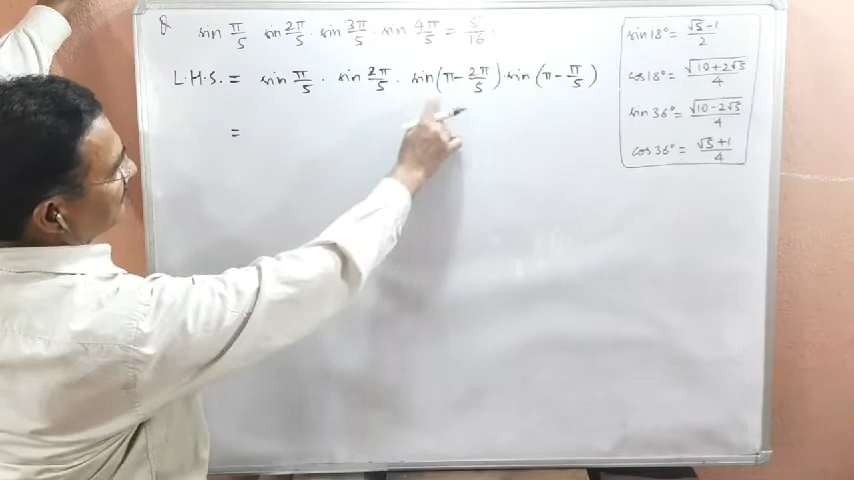 Q sin π/5 sin 2π/5 · sin 3π/5 · sin 4π/5 = 5/16 .
L.H.S. = sin π/5 · sin 2π/5 · sin(π - 2π/5) · sin(π - π/5)
=
sin 18° = √5-1/2
cos 18° = √10+2√5/4
sin 36° = √10-2√5/4
cos 36° = √5+1/4